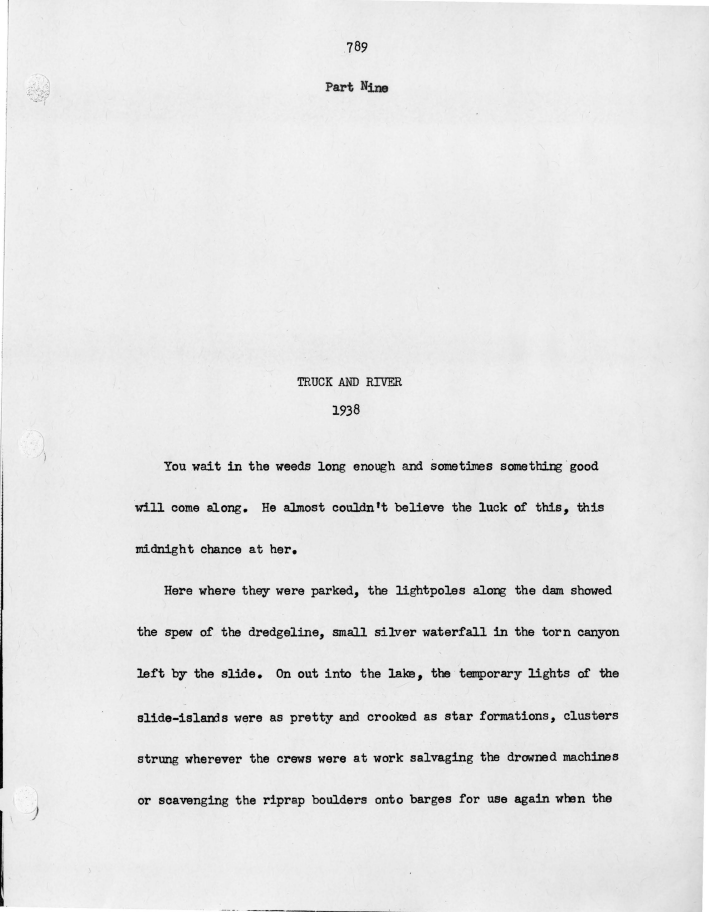 789
Part Nine
TRUCK AND RIVER
1938
You wait in the weeds long enough and sometimes something good
will come along. He almost couldn't believe the luck of this, this
midnight chance at her.
Here where they were parked, the lightpoles along the dam showed
the spew of the dredgeline, small silver waterfall in the torn canyon
left by the slide. On out into the lake, the temporary lights of the
slide-islands were as pretty and crooked as star formations, clusters
strung wherever the crews were at work salvaging the drowned machines
or scavenging the riprap boulders onto barges for use again when the